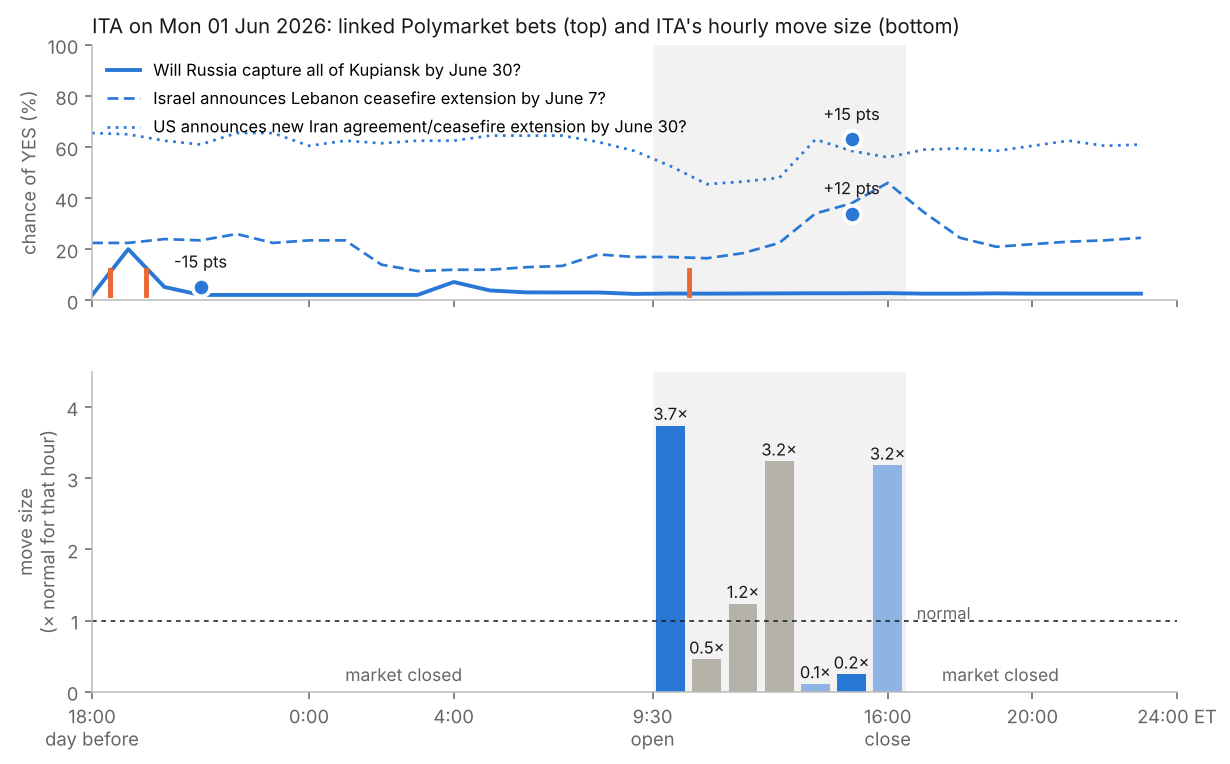 ITA on Mon 01 Jun 2026: linked Polymarket bets (top) and ITA's hourly move size (bottom)
chance of YES (%)
100
80
60
40
20
0
Will Russia capture all of Kupiansk by June 30?
Israel announces Lebanon ceasefire extension by June 7?
US announces new Iran agreement/ceasefire extension by June 30?
+15 pts
+12 pts
-15 pts
move size
(× normal for that hour)
4
3
2
1
0
3.7×
0.5×
1.2×
3.2×
0.1×
0.2×
3.2×
normal
market closed
market closed
18:00
day before
0:00
4:00
9:30
open
16:00
close
20:00
24:00 ET